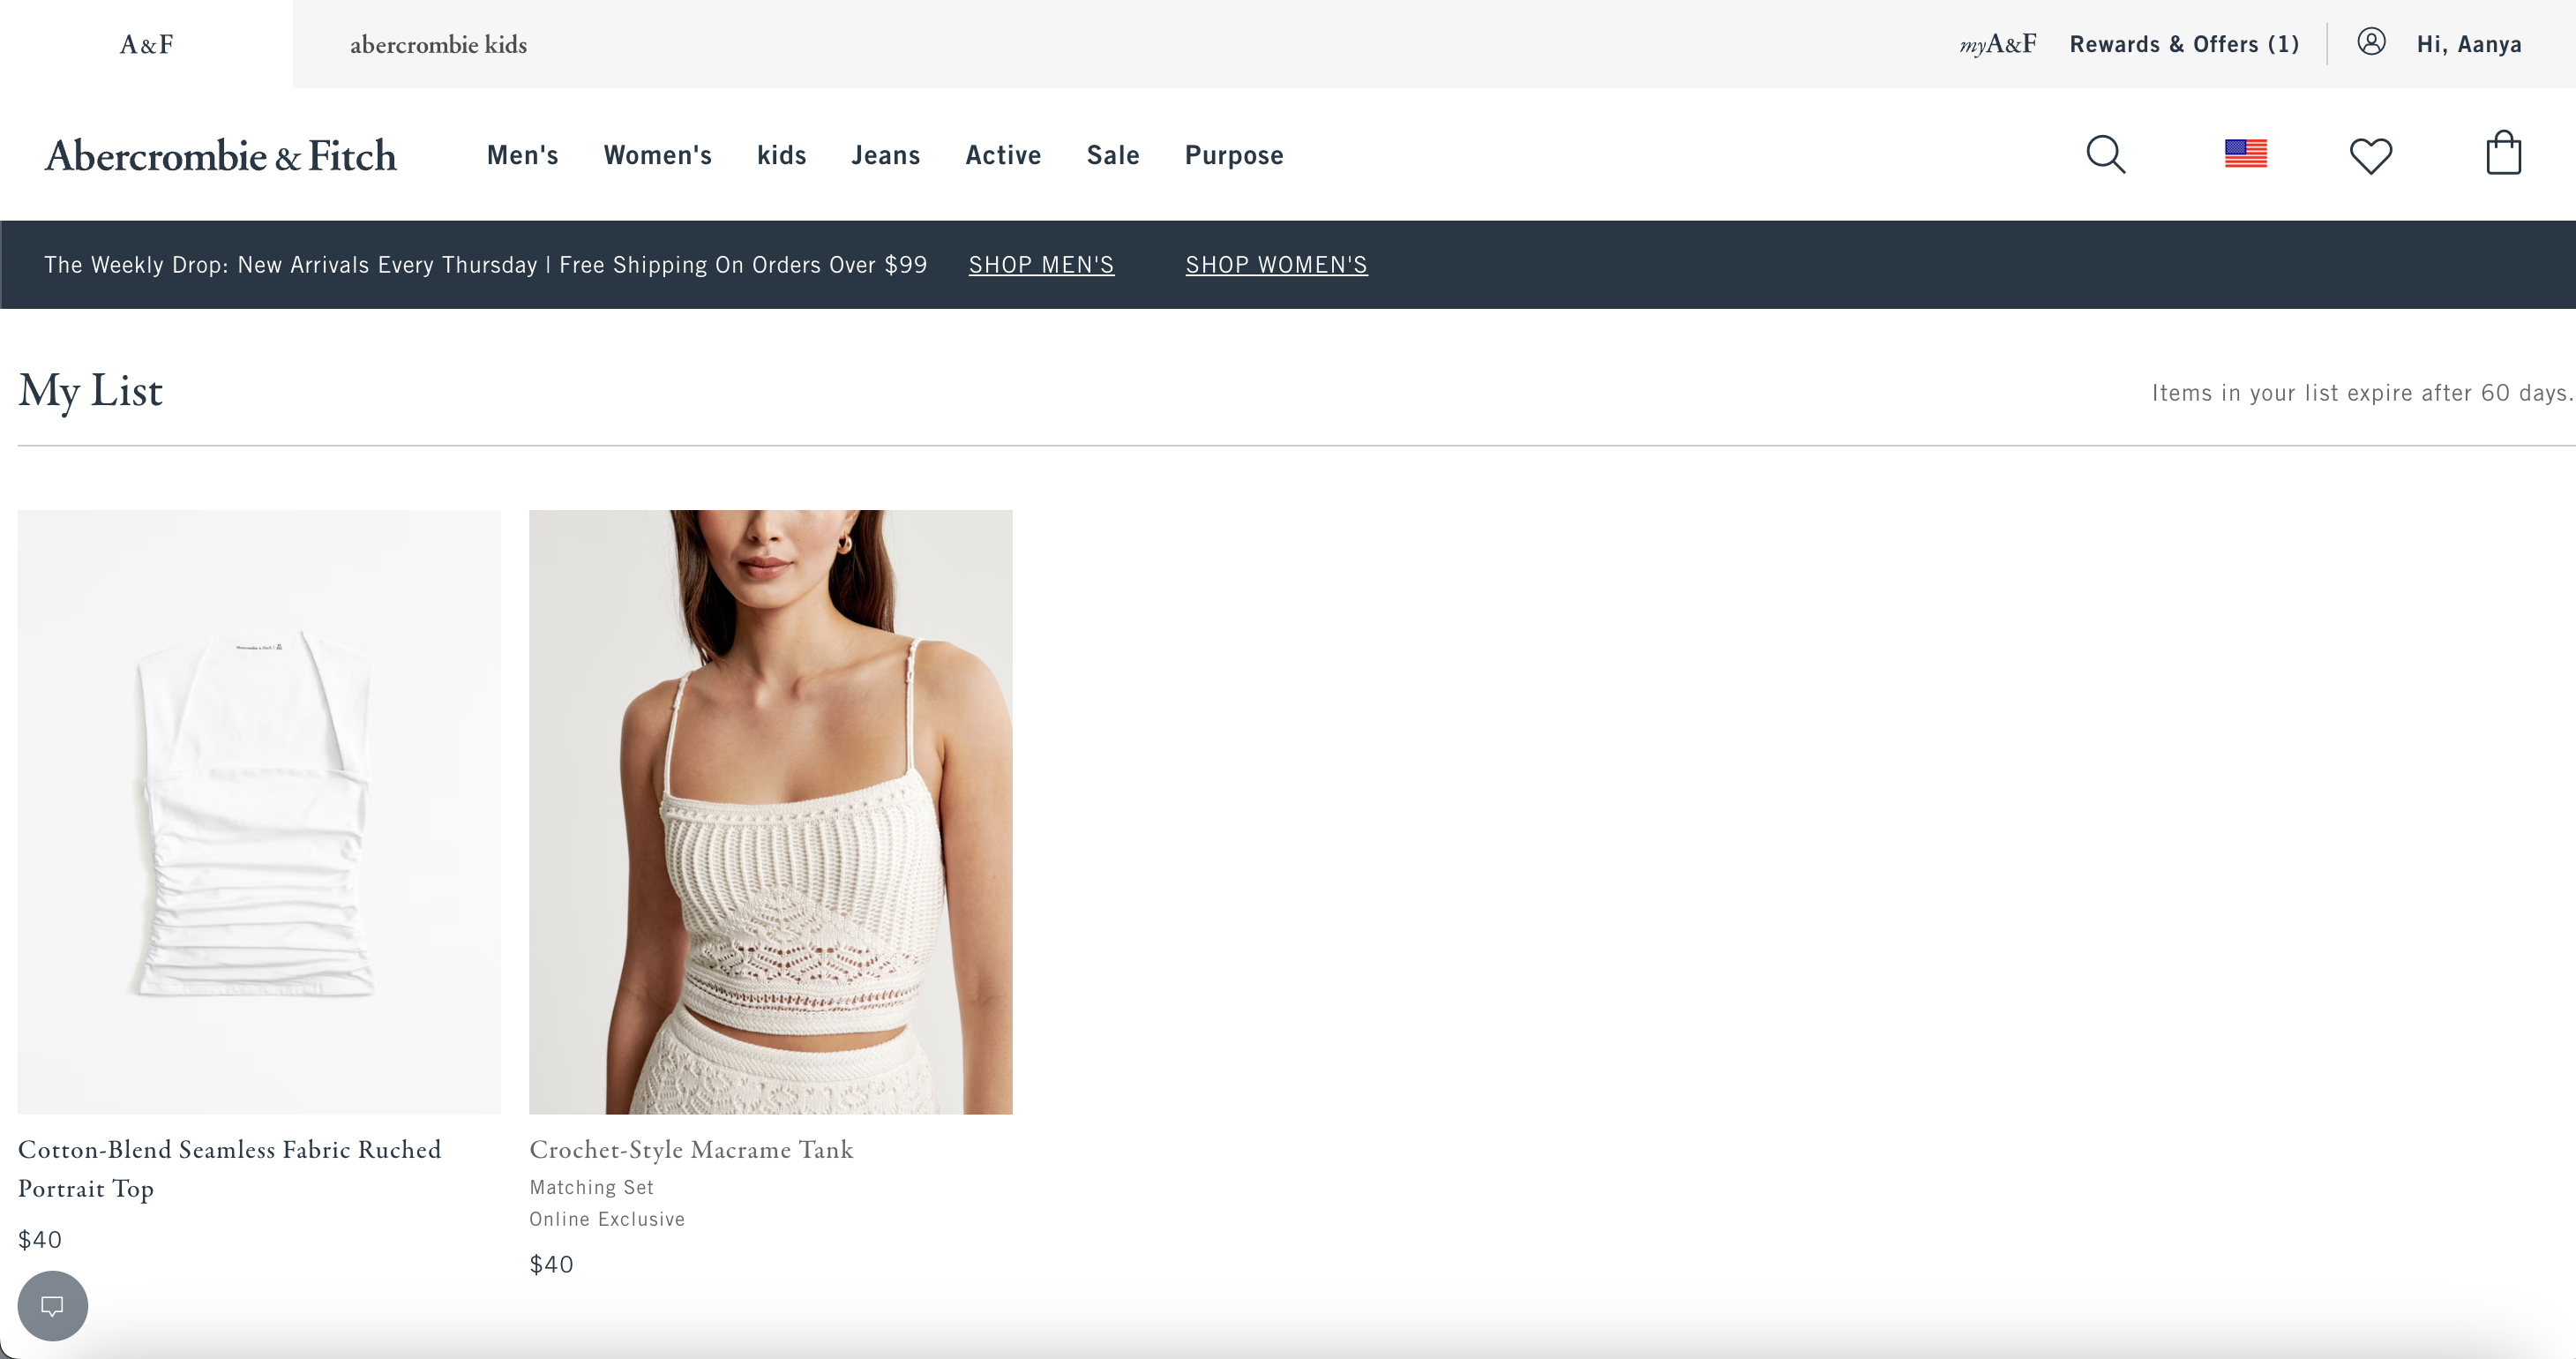 A&F
abercrombie kids
myA&F
Rewards & Offers (1)
Hi, Aanya
Abercrombie & Fitch
Men's
Women's
kids
Jeans
Active
Sale
Purpose
The Weekly Drop: New Arrivals Every Thursday | Free Shipping On Orders Over $99
SHOP MEN'S
SHOP WOMEN'S
My List
Items in your list expire after 60 days.
Abercrombie & Fitch
Cotton-Blend Seamless Fabric Ruched
Portrait Top
$40
Crochet-Style Macrame Tank
Matching Set
Online Exclusive
$40